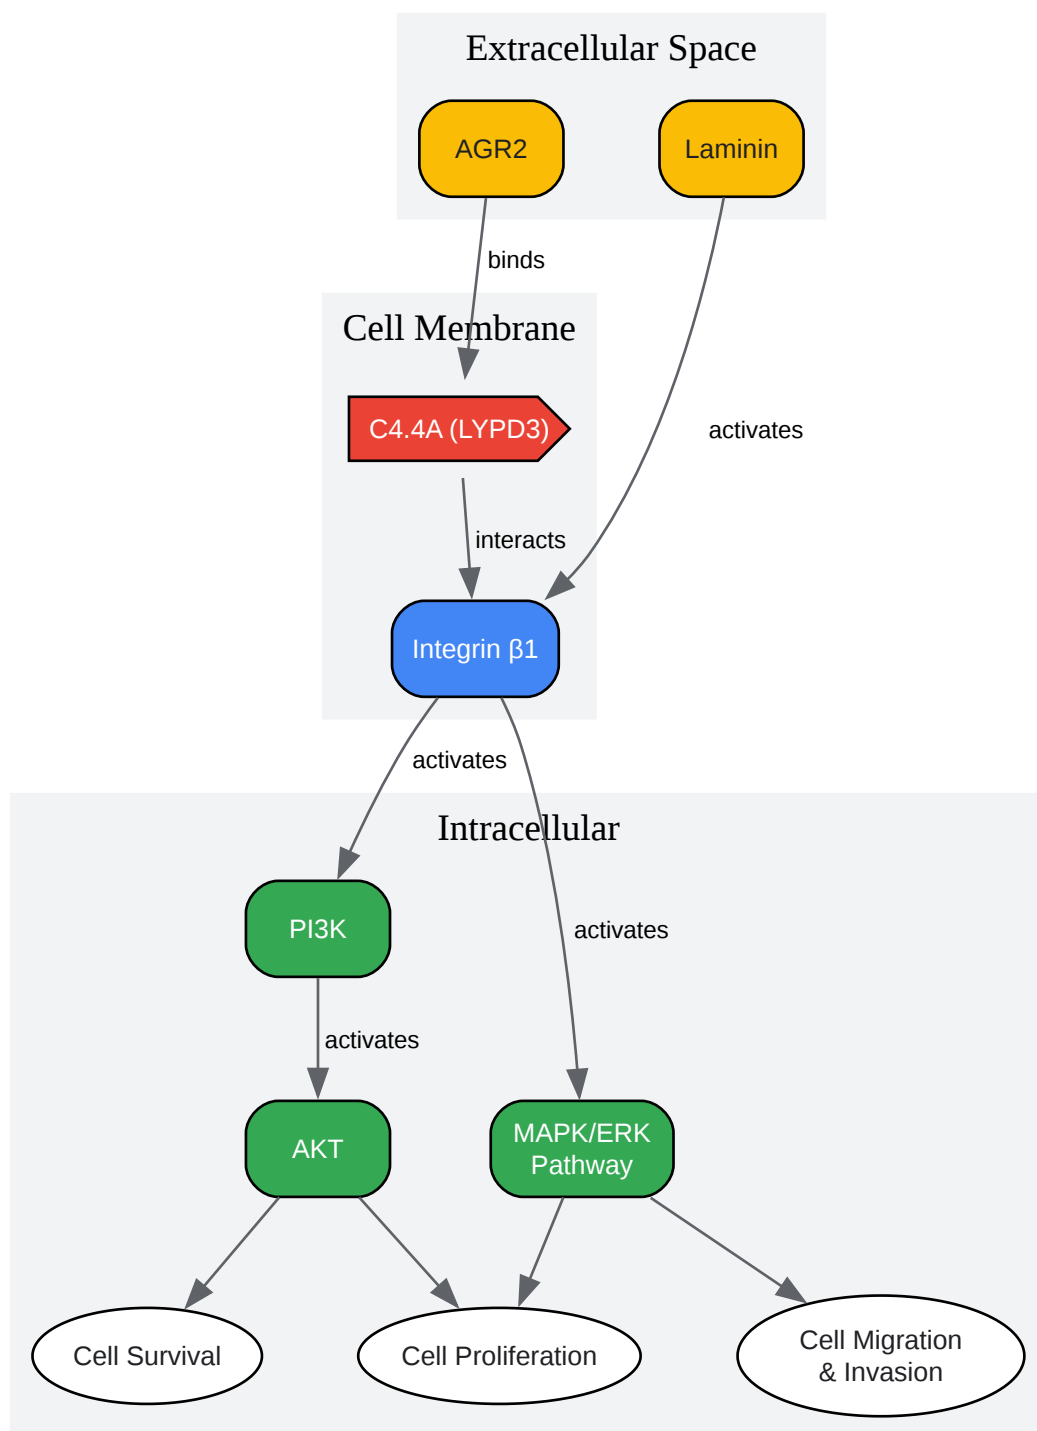 Extracellular Space
AGR2
Laminin
binds
Cell Membrane
C4.4A (LYPD3)
activates
interacts
Integrin β1
activates
Intracellular
PI3K
activates
activates
AKT
MAPK/ERK
Pathway
Cell Survival
Cell Proliferation
Cell Migration
& Invasion